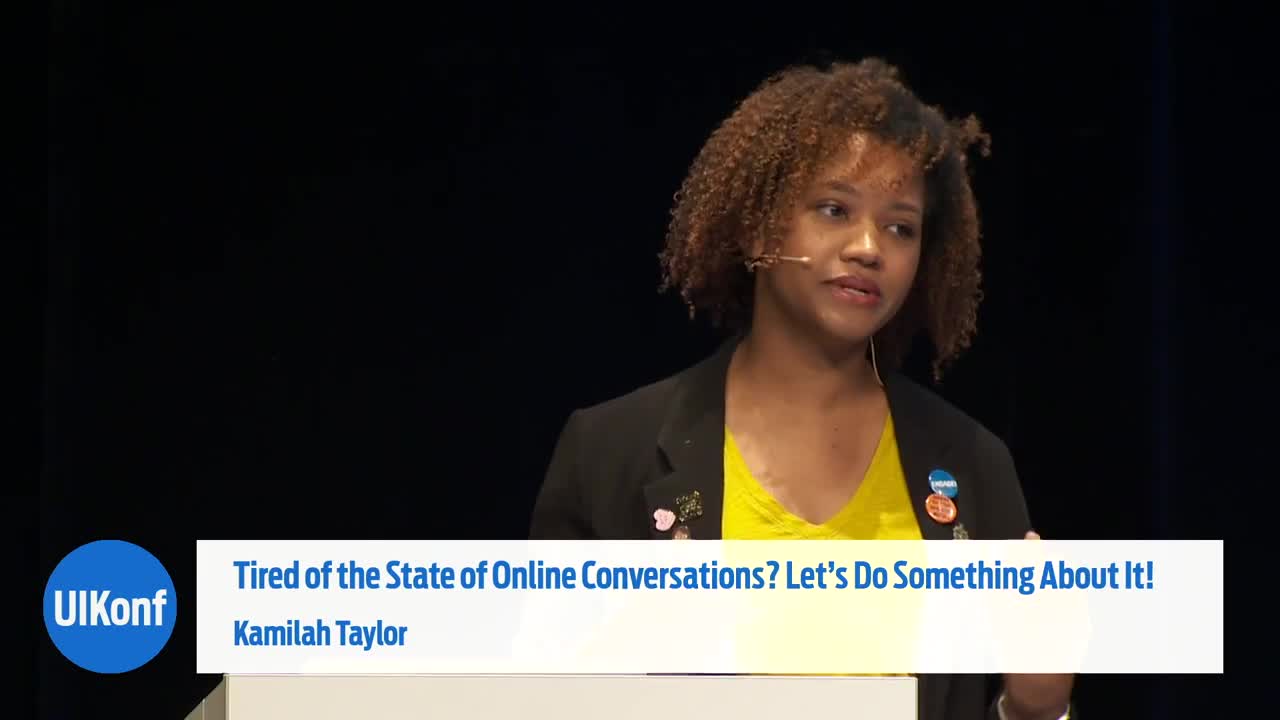 UIKonf
Tired of the State of Online Conversations? Let's Do Something About It!
Kamilah Taylor